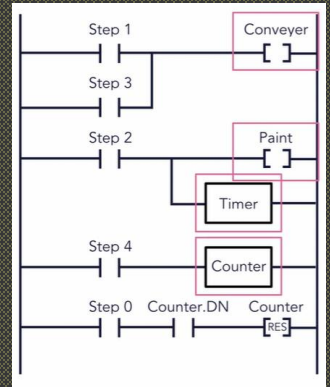 Step 1 Conveyer
Step 3
Step 2 Paint
Timer
Step 4
Counter
Step 0 Counter.DN Counter
RES